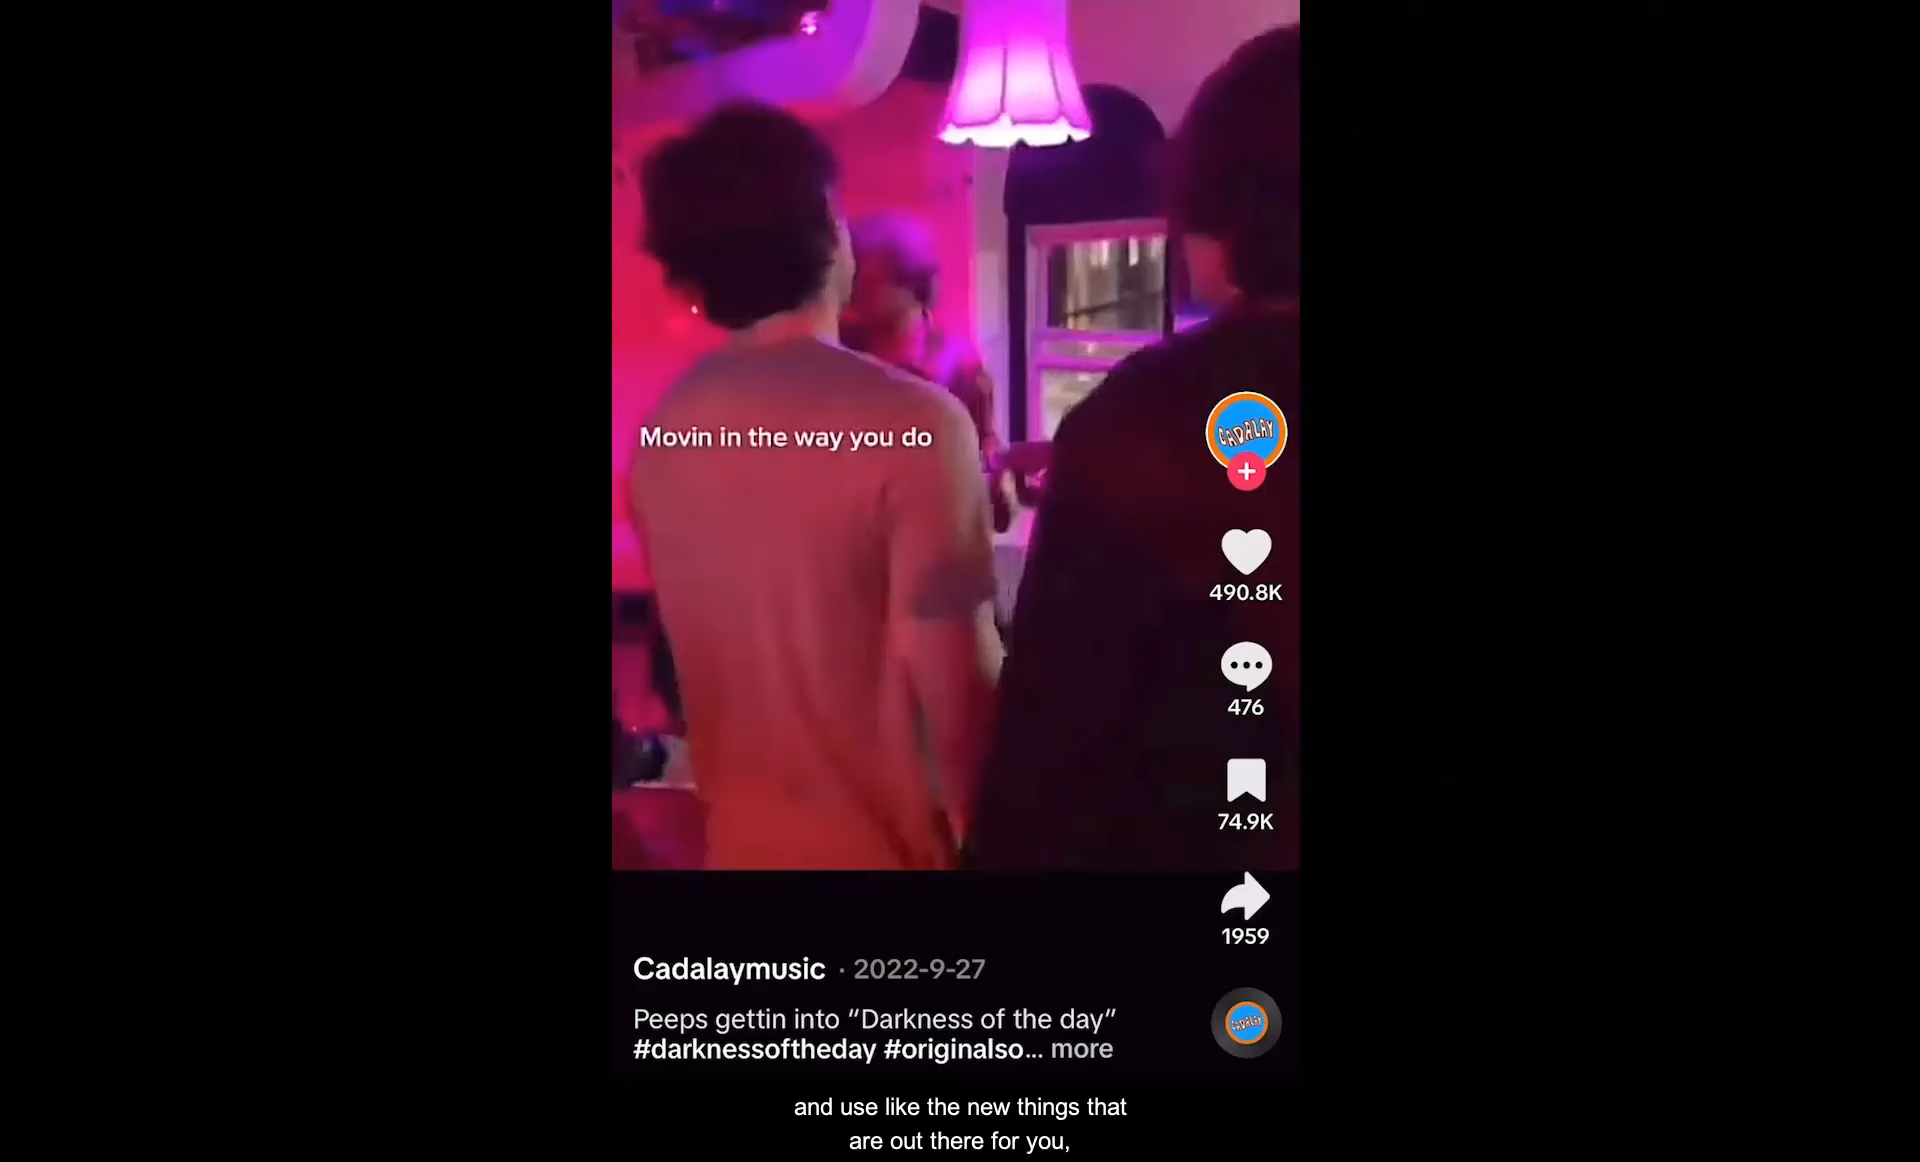 Movin in the way you do
CADALAY
490.8K
476
74.9K
1959
Cadalaymusic · 2022-9-27
Peeps gettin into “Darkness of the day”
#darknessoftheday #originalso... more
CADALAY
and use like the new things that
are out there for you,